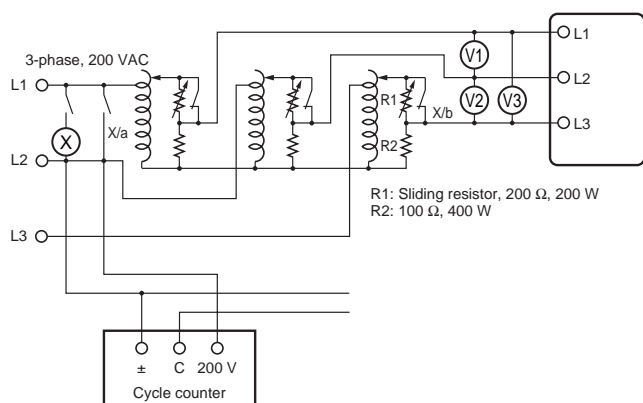 3-phase, 200 VAC
L1
L2
L3
X
X/a
R1
R2
X/b
V1
V2
V3
L1
L2
L3
R1: Sliding resistor, 200 Ω, 200 W
R2: 100 Ω, 400 W
± C 200 V
Cycle counter